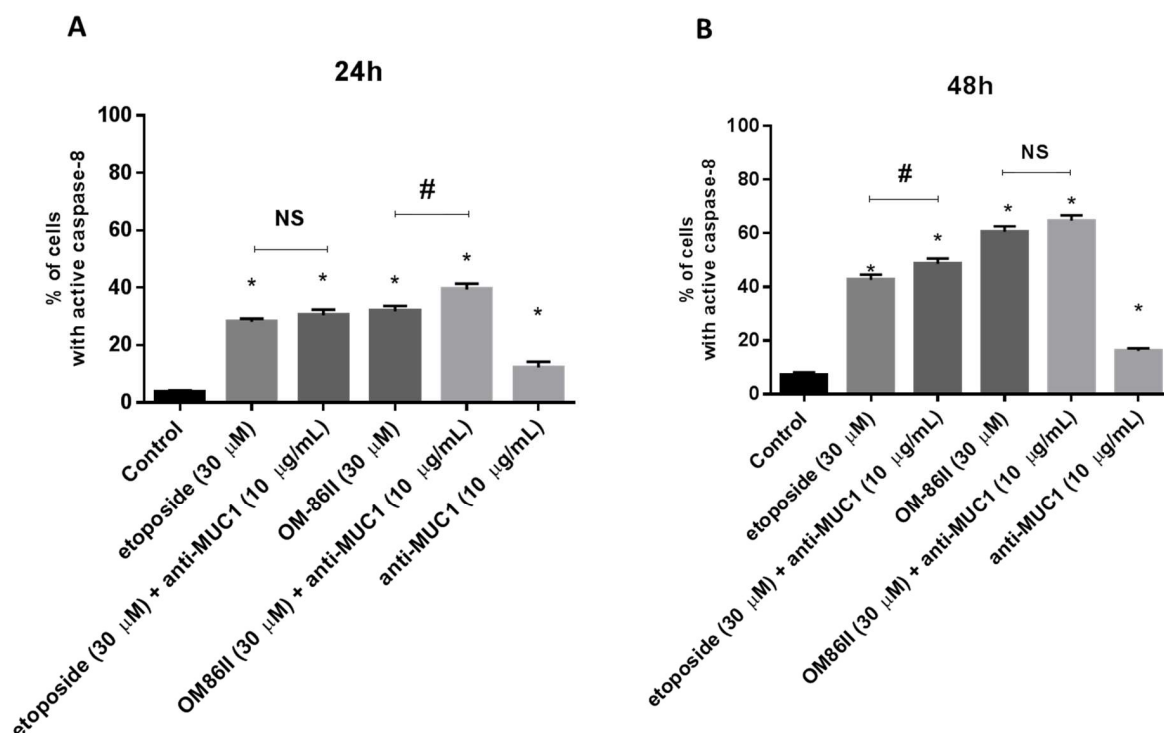 A
24h
% of cells
with active caspase-8
100
80
60
40
20
0
NS
#
*
*
*
*
*
Control
etoposide (30 μM)
etoposide (30 μM) + anti-MUC1 (10 μg/mL)
OM-86II (30 μM)
OM86II (30 μM) + anti-MUC1 (10 μg/mL)
anti-MUC1 (10 μg/mL)
B
48h
% of cells
with active caspase-8
100
80
60
40
20
0
#
NS
*
*
*
*
*
Control
etoposide (30 μM)
etoposide (30 μM) + anti-MUC1 (10 μg/mL)
OM-86II (30 μM)
OM86II (30 μM) + anti-MUC1 (10 μg/mL)
anti-MUC1 (10 μg/mL)